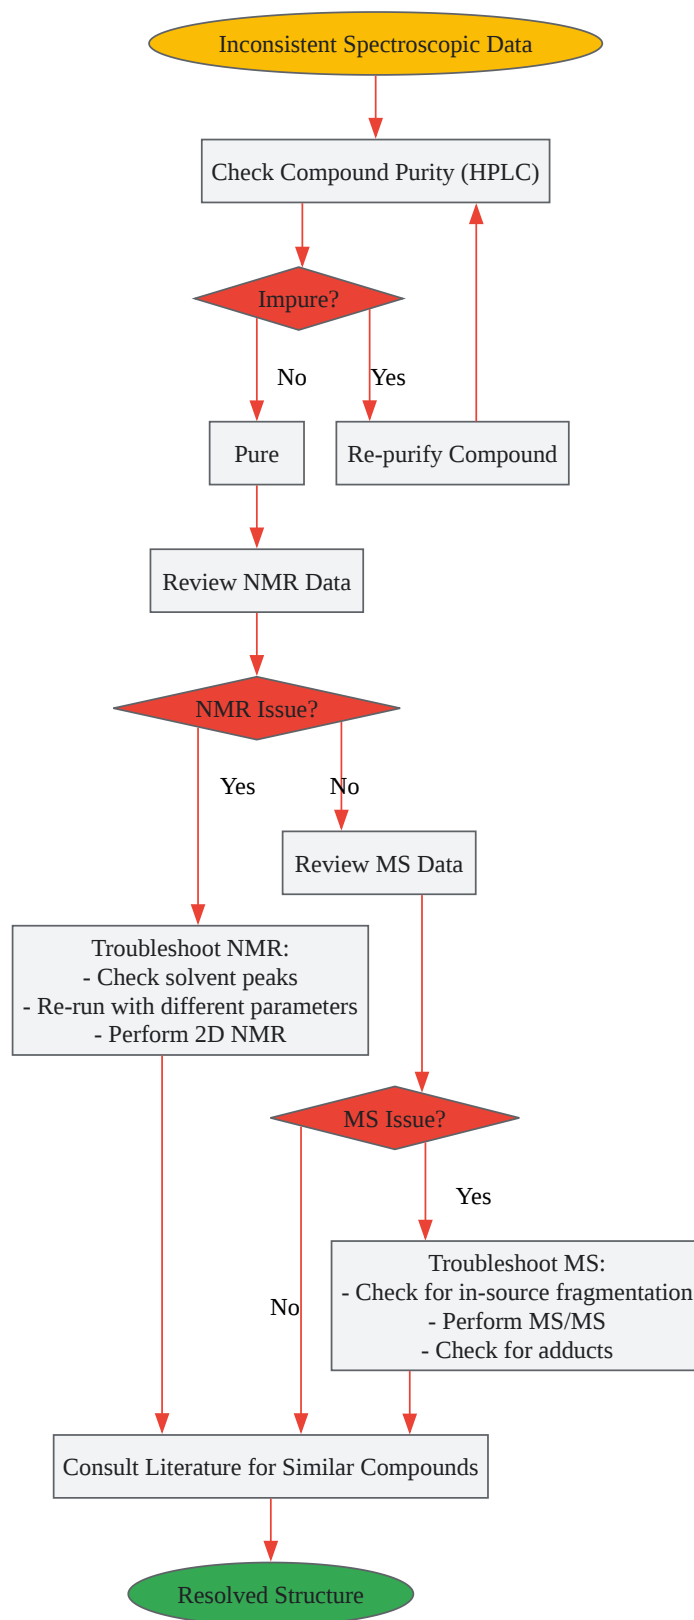 Inconsistent Spectroscopic Data
Check Compound Purity (HPLC)
Impure?
No
Yes
Pure
Re-purify Compound
Review NMR Data
NMR Issue?
Yes
No
Review MS Data
Troubleshoot NMR:
- Check solvent peaks
- Re-run with different parameters
- Perform 2D NMR
MS Issue?
Yes
Troubleshoot MS:
- Check for in-source fragmentation
- Perform MS/MS
- Check for adducts
No
Consult Literature for Similar Compounds
Resolved Structure